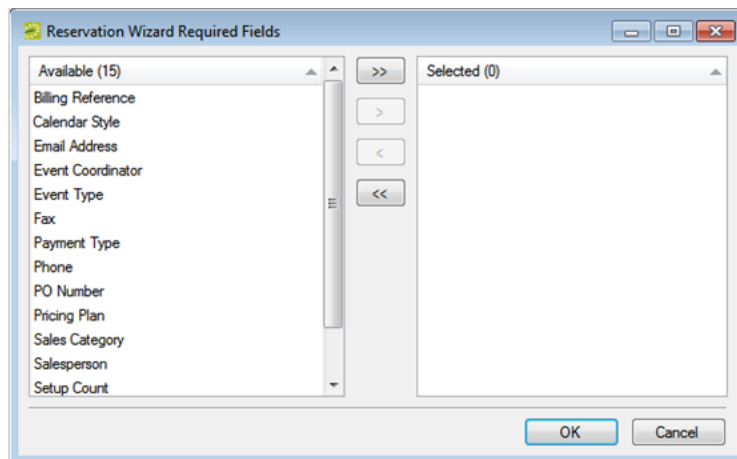 Reservation Wizard Required Fields
Available (15)
Billing Reference
Calendar Style
Email Address
Event Coordinator
Event Type
Fax
Payment Type
Phone
PO Number
Pricing Plan
Sales Category
Salesperson
Setup Count
>>
>
<
<<
Selected (0)
OK
Cancel